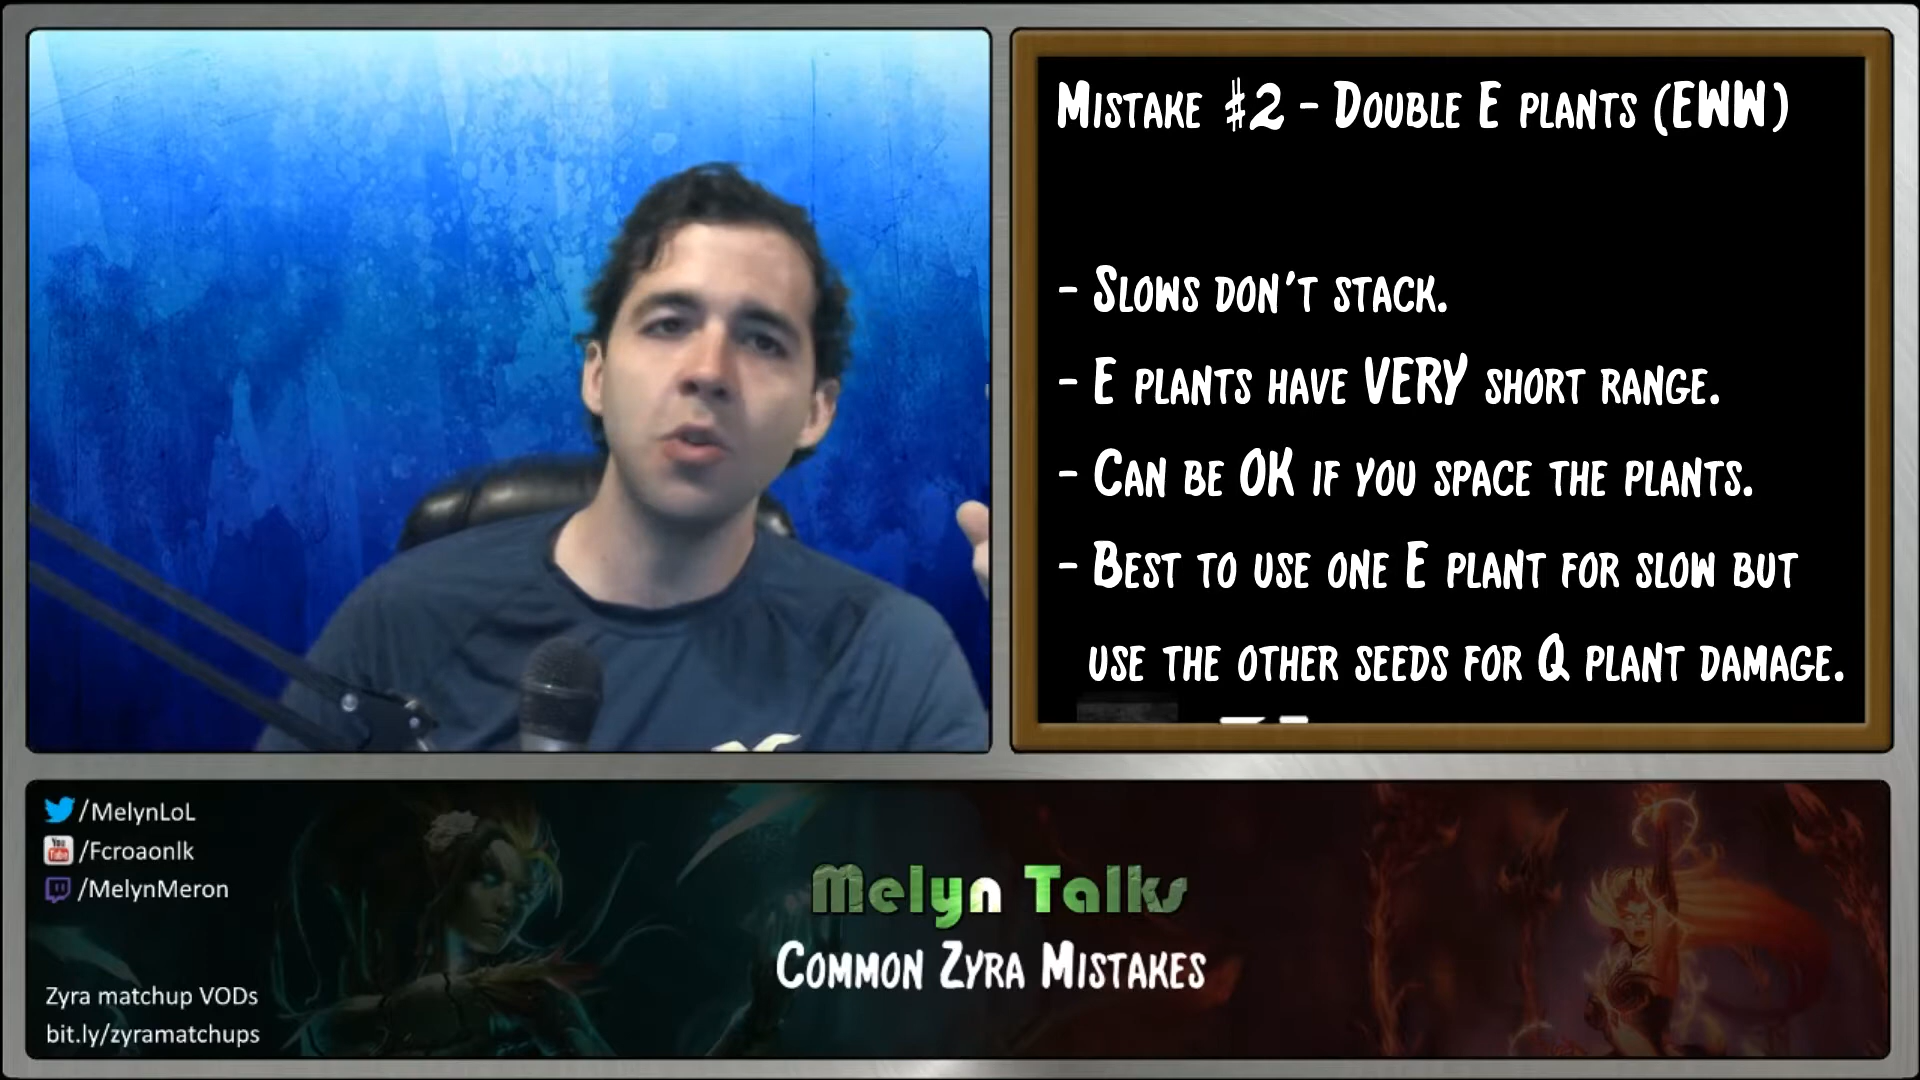 Mistake #2 - Double E plants (EWW)
- Slows don't stack.
- E plants have VERY short range.
- Can be OK if you space the plants.
- Best to use one E plant for slow but
use the other seeds for Q plant damage.
/MelynLoL
You Tube /Fcroaonlk
/MelynMeron
Melyn Talks
Common Zyra Mistakes
Zyra matchup VODs
bit.ly/zyramatchups